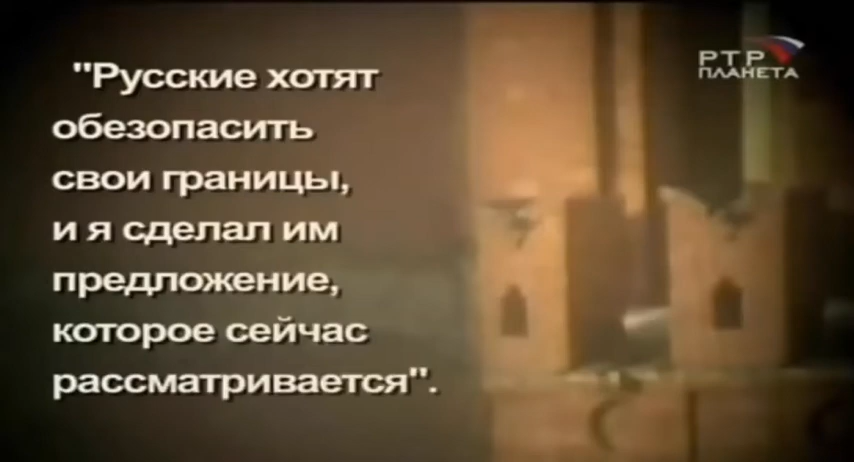 "Русские хотят
обезопасить
свои границы,
и я сделал им
предложение,
которое сейчас
рассматривается".
РТР
ПЛАНЕТА